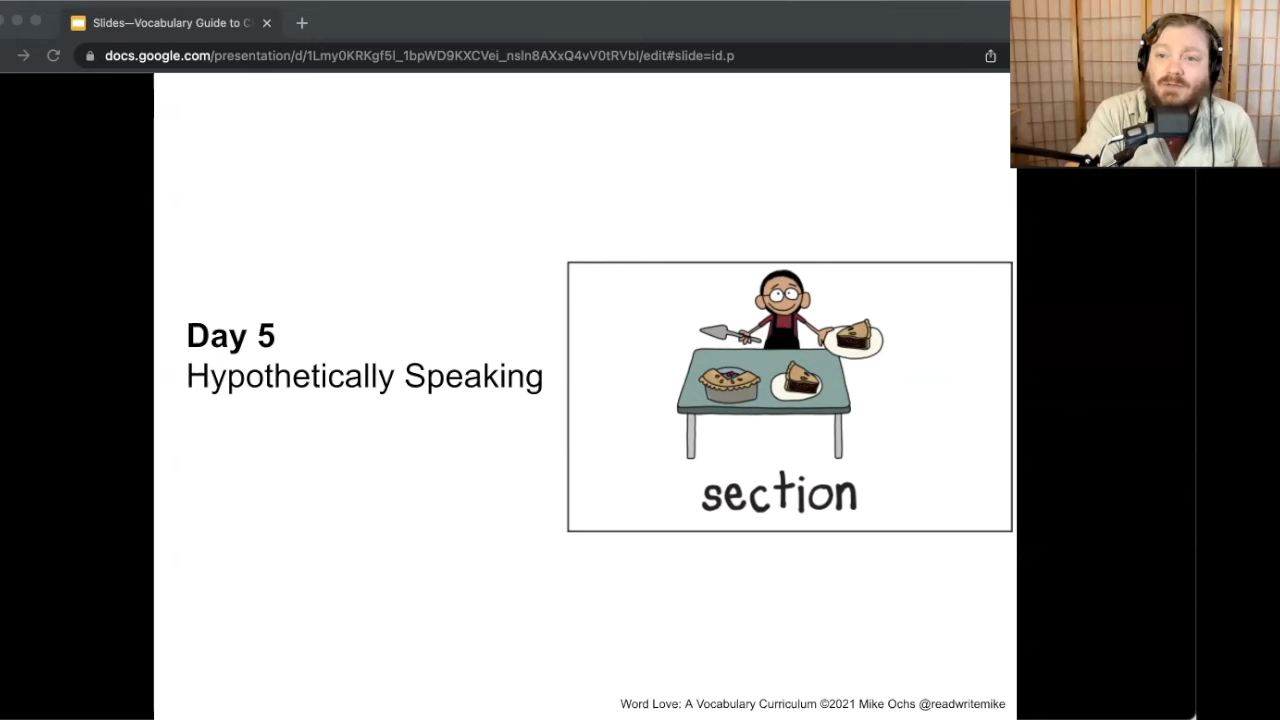 Slides—Vocabulary Guide to C
docs.google.com/presentation/d/1Lmy0KRKgf5l_1bpWD9KXCVei_nsIn8AXxQ4vV0tRVbI/edit#slide=id.p
Day 5
Hypothetically Speaking
section
Word Love: A Vocabulary Curriculum ©2021 Mike Ochs @readwritemike